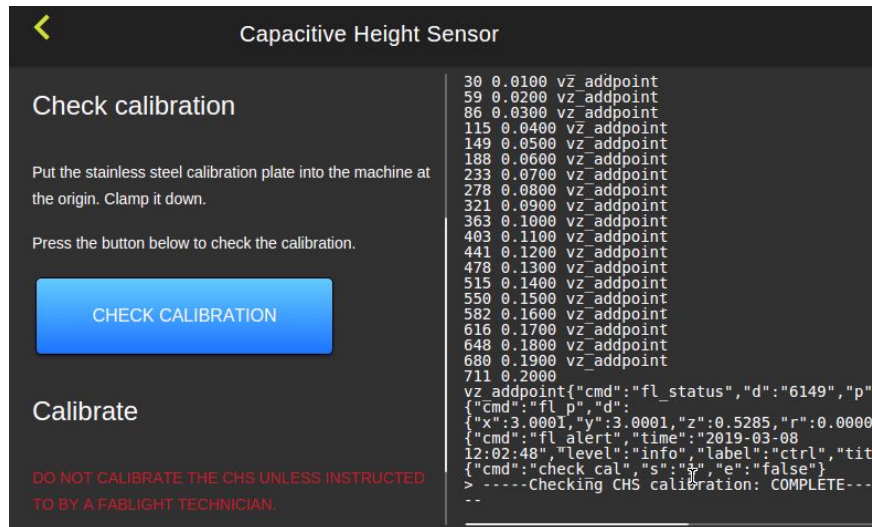 Capacitive Height Sensor
Check calibration
Put the stainless steel calibration plate into the machine at
the origin. Clamp it down.
Press the button below to check the calibration.
CHECK CALIBRATION
Calibrate
DO NOT CALIBRATE THE CHS UNLESS INSTRUCTED
TO BY A FABLIGHT TECHNICIAN.
30 0.0100 vz_addpoint
59 0.0200 vz_addpoint
86 0.0300 vz_addpoint
115 0.0400 vz_addpoint
149 0.0500 vz_addpoint
188 0.0600 vz_addpoint
233 0.0700 vz_addpoint
278 0.0800 vz_addpoint
321 0.0900 vz_addpoint
363 0.1000 vz_addpoint
403 0.1100 vz_addpoint
441 0.1200 vz_addpoint
478 0.1300 vz_addpoint
515 0.1400 vz_addpoint
550 0.1500 vz_addpoint
582 0.1600 vz_addpoint
616 0.1700 vz_addpoint
648 0.1800 vz_addpoint
680 0.1900 vz_addpoint
711 0.2000
vz_addpoint{"cmd":"fl_status","d":"6149","p"
{"cmd":"fl_p","d":
{"x":3.0001,"y":3.0001,"z":0.5285,"r":0.0000
{"cmd":"fl_alert","time":"2019-03-08
12:02:48","level":"info","label":"ctrl","tit
{"cmd":"check_cal","s":" ","e":"false"}
> -----Checking CHS calibration: COMPLETE---
--